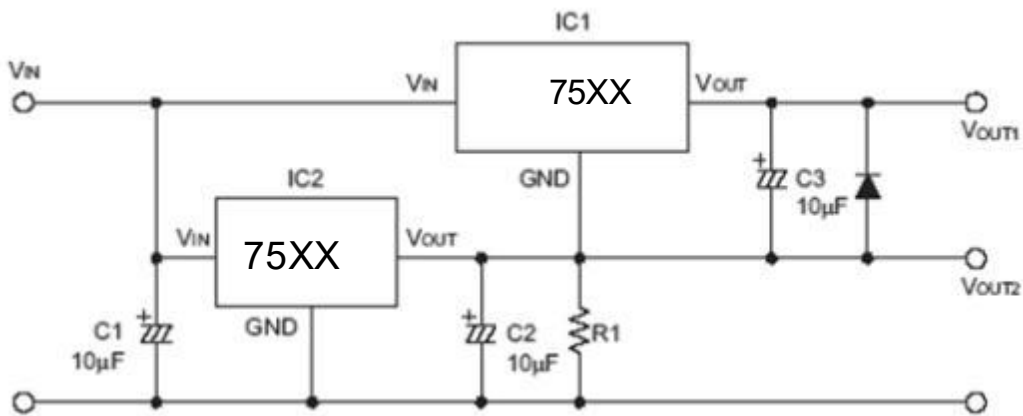 IC1
VIN
VIN
75XX
VOUT
VOUT1
GND
C3
10µF
IC2
VIN
75XX
VOUT
VOUT2
GND
C1
10µF
C2
10µF
R1
+
+
+